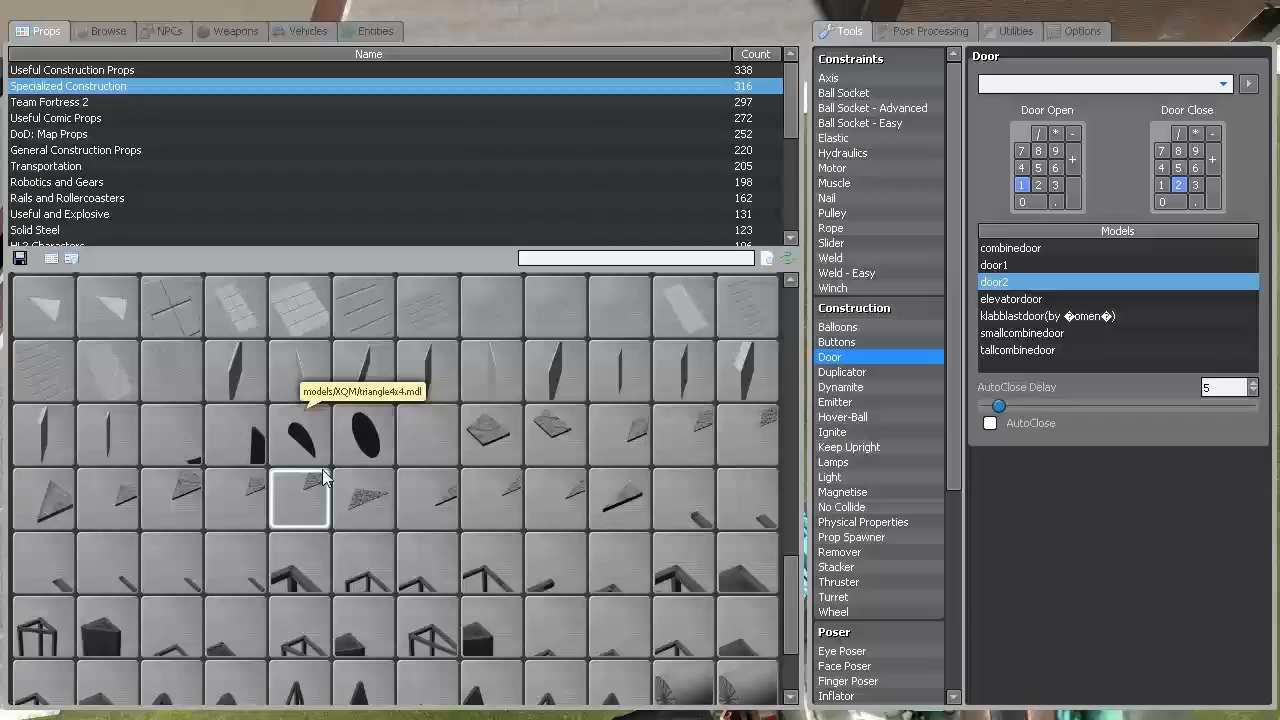 Props Browse NPCs Weapons Vehicles Entities
Name Count
Useful Construction Props 338
Specialized Construction 316
Team Fortress 2 297
Useful Comic Props 272
DoD: Map Props 252
General Construction Props 220
Transportation 205
Robotics and Gears 198
Rails and Rollercoasters 162
Useful and Explosive 131
Solid Steel 123
HL2 Characters 106
models/XQM/triangle4x4.mdl
Tools Post Processing Utilities Options
Constraints
Axis
Ball Socket
Ball Socket - Advanced
Ball Socket - Easy
Elastic
Hydraulics
Motor
Muscle
Nail
Pulley
Rope
Slider
Weld
Weld - Easy
Winch
Construction
Balloons
Buttons
Door
Duplicator
Dynamite
Emitter
Hover-Ball
Ignite
Keep Upright
Lamps
Light
Magnetise
No Collide
Physical Properties
Prop Spawner
Remover
Stacker
Thruster
Turret
Wheel
Poser
Eye Poser
Face Poser
Finger Poser
Inflator
Door
Door Open Door Close
/ * - / * -
7 8 9 + 7 8 9 +
4 5 6 4 5 6
1 2 3 1 2 3
0 . 0 .
Models
combinedoor
door1
door2
elevatordoor
klabblastdoor(by �omen�)
smallcombinedoor
tallcombinedoor
AutoClose Delay 5
AutoClose